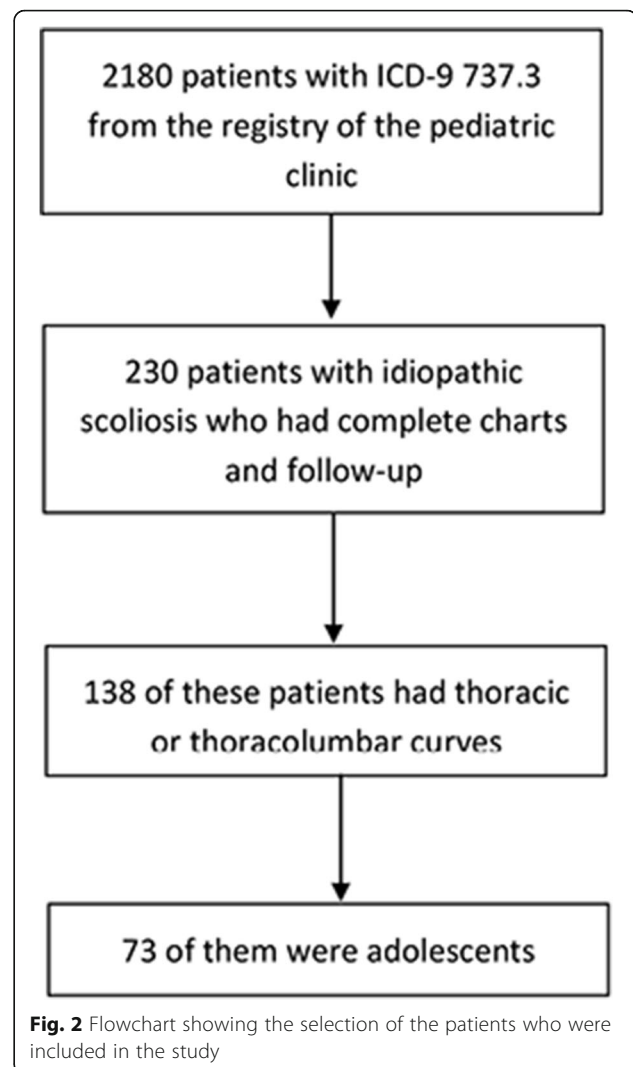 2180 patients with ICD-9 737.3
from the registry of the pediatric
clinic
230 patients with idiopathic
scoliosis who had complete charts
and follow-up
138 of these patients had thoracic
or thoracolumbar curves
73 of them were adolescents
Fig. 2 Flowchart showing the selection of the patients who were
included in the study